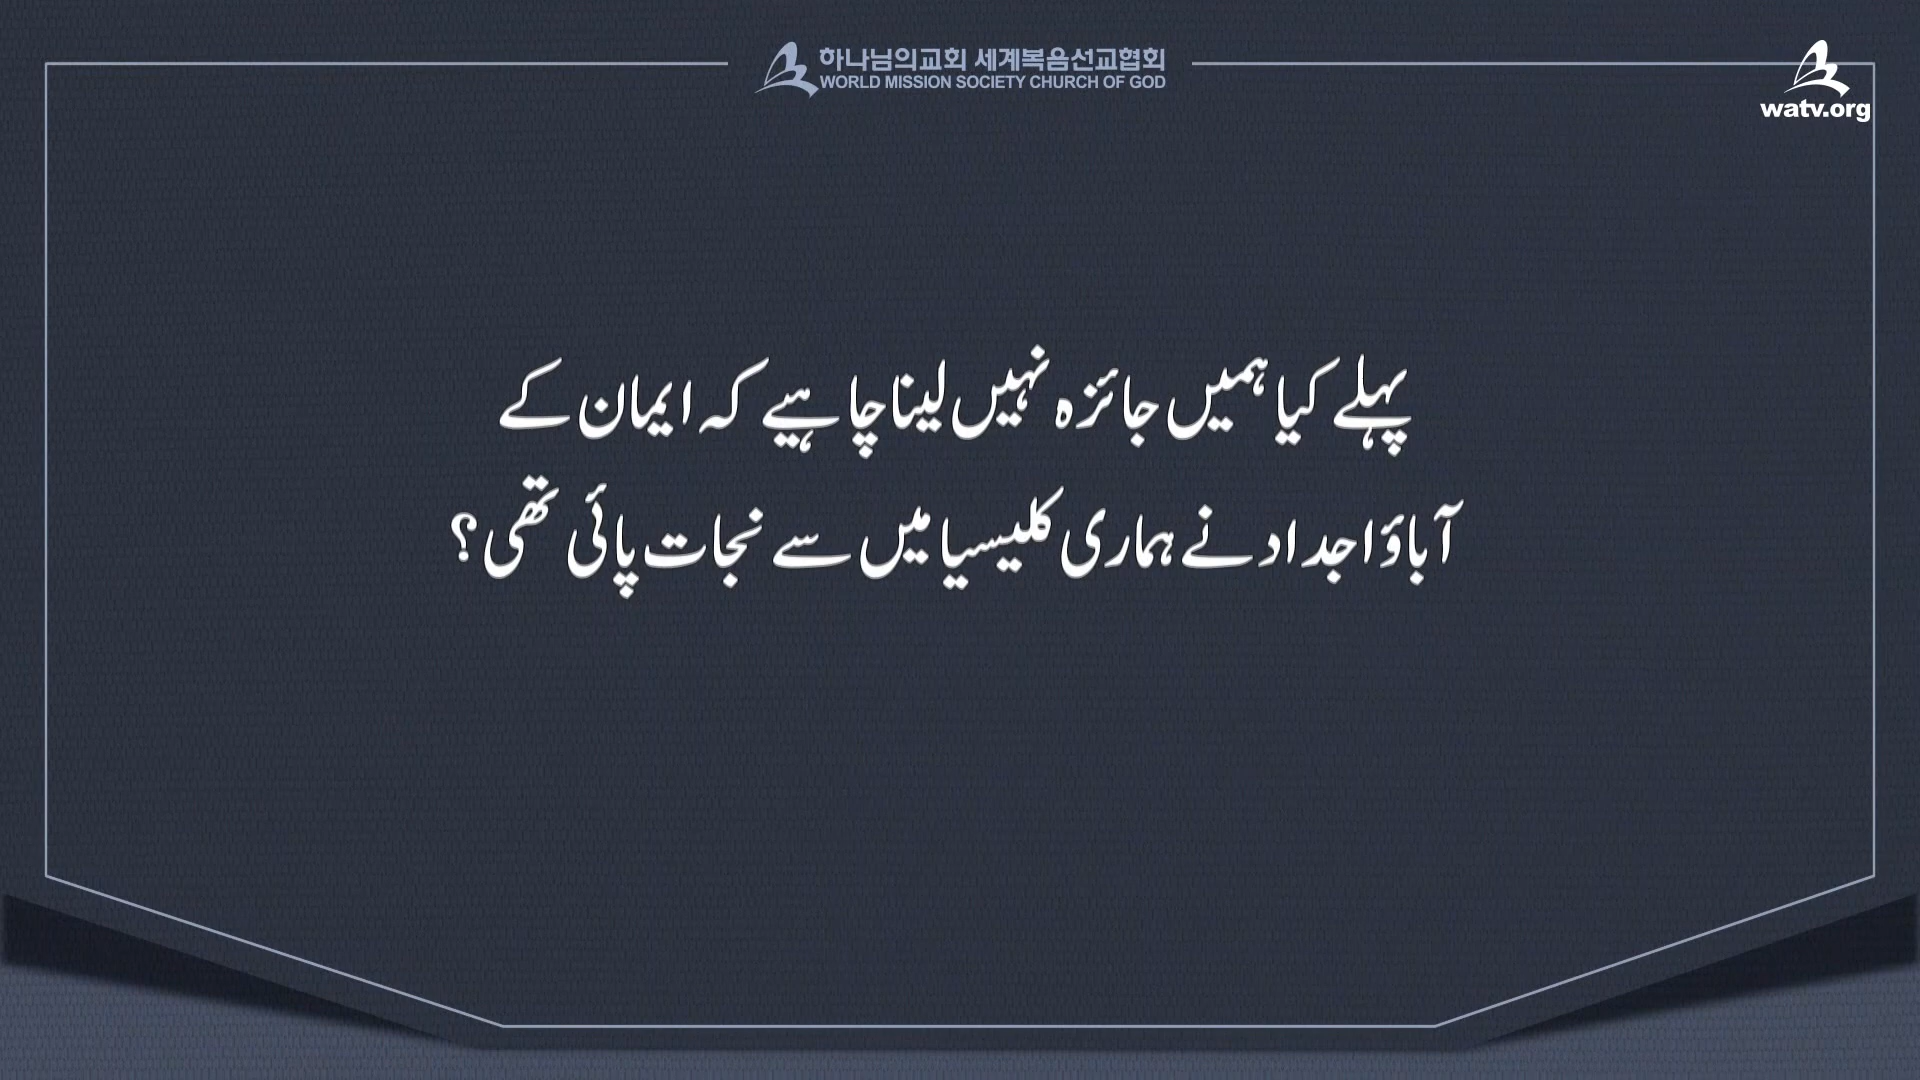 하나님의교회 세계복음선교협회
WORLD MISSION SOCIETY CHURCH OF GOD
watv.org
پہلے کیا ہمیں جائزہ نہیں لینا چاہیے کہ ایمان کے
آباؤ اجداد نے ہماری کلیسیا میں سے نجات پائی تھی؟